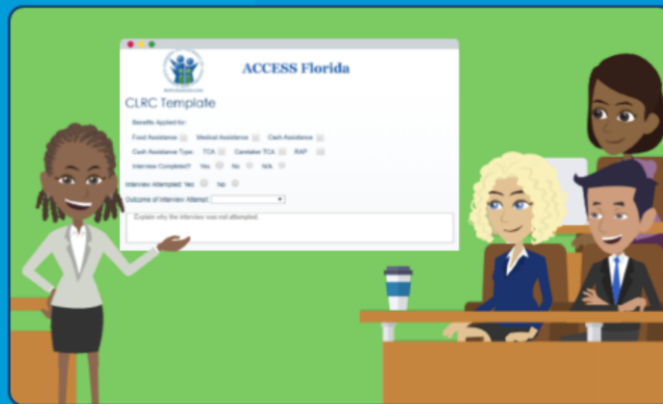 ACCESS Florida
CLRC Template
Benefits Applied for:
Food Assistance Medical Assistance Cash Assistance
Cash Assistance Type: TCA Caretaker TCA RAP
Interview Completed? Yes No N/A
Interview Attempted: Yes No
Outcome of Interview Attempt:
Explain why the interview was not attempted.